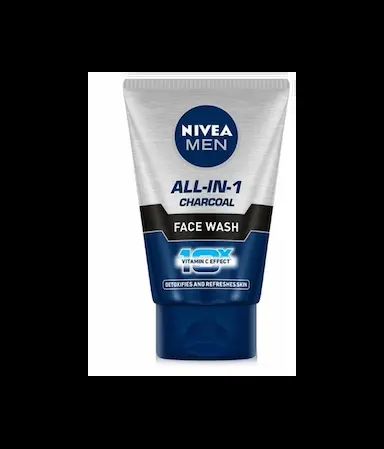 NIVEA
MEN
ALL-IN-1
CHARCOAL
FACE WASH
10X
VITAMIN C EFFECT*
DETOXIFIES AND REFRESHES SKIN